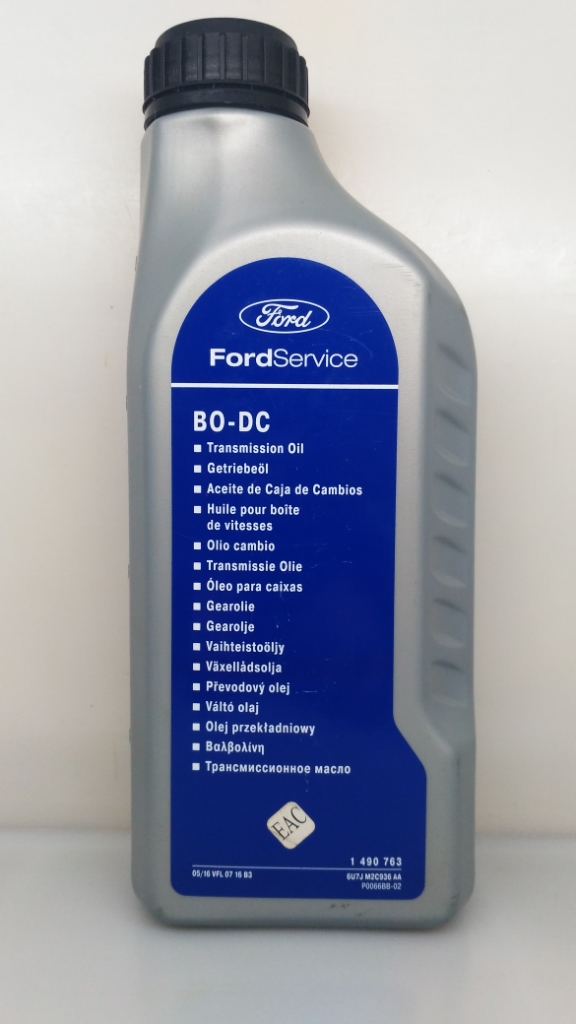 Ford
FordService
BO-DC
■ Transmission Oil
■ Getriebeöl
■ Aceite de Caja de Cambios
■ Huile pour boîte
de vitesses
■ Olio cambio
■ Transmissie Olie
■ Óleo para caixas
■ Gearolie
■ Gearolje
■ Vaihteistoöljy
■ Växellådsolja
■ Převodový olej
■ Váltó olaj
■ Olej przekładniowy
■ Βαλβολίνη
■ Трансмиссионное масло
EAC
1 490 763
05/16 VFL 07 16 B3
6U7J M2C936 AA
P0066BB-02